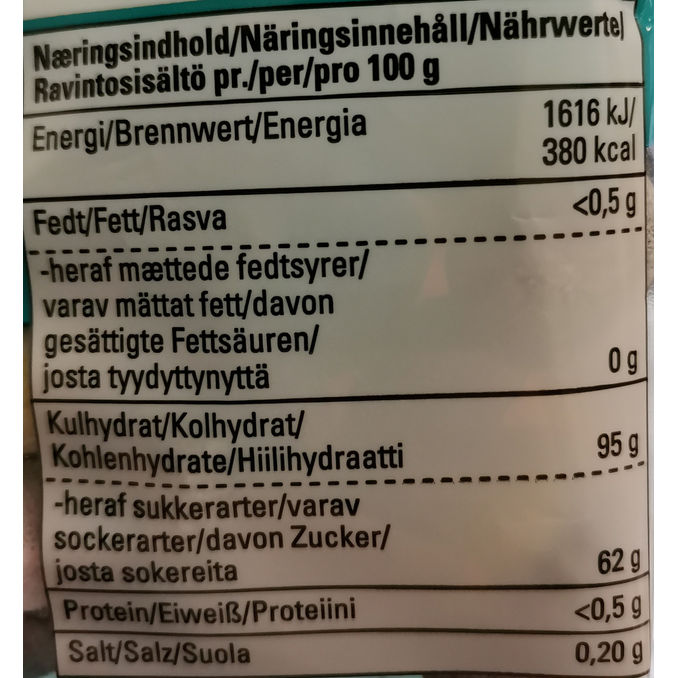 Næringsindhold/Näringsinnehåll/Nährwerte/
Ravintosisältö pr./per/pro 100 g
Energi/Brennwert/Energia 1616 kJ/
380 kcal
Fedt/Fett/Rasva <0,5 g
-heraf mættede fedtsyrer/
varav mättat fett/davon
gesättigte Fettsäuren/
josta tyydyttynyttä 0 g
Kulhydrat/Kolhydrat/
Kohlenhydrate/Hiilihydraatti 95 g
-heraf sukkerarter/varav
sockerarter/davon Zucker/
josta sokereita 62 g
Protein/Eiweiß/Proteiini <0,5 g
Salt/Salz/Suola 0,20 g